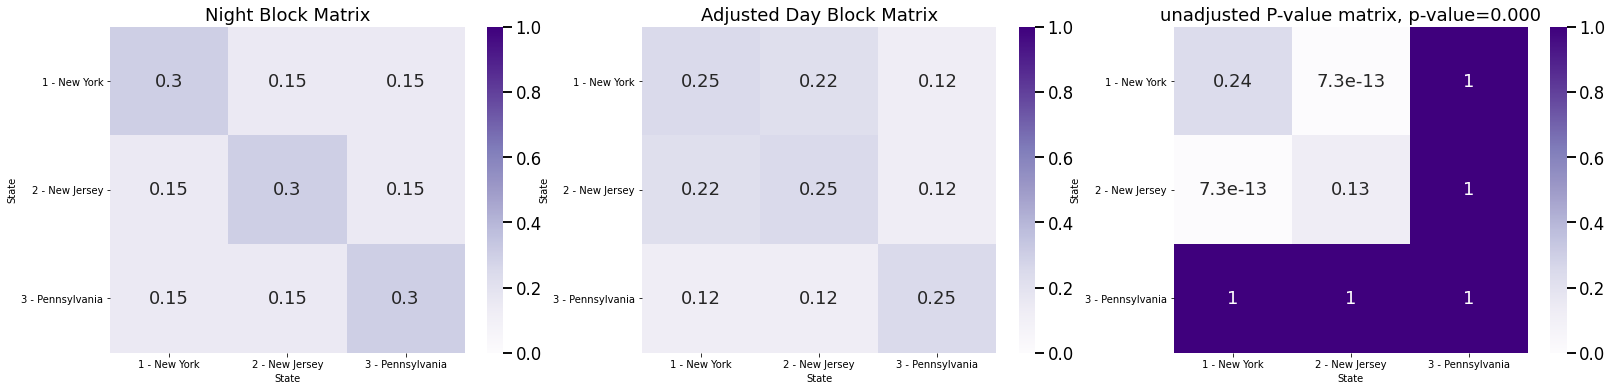 Night Block Matrix
State
1 - New York
2 - New Jersey
3 - Pennsylvania
0.3 0.15 0.15
0.15 0.3 0.15
0.15 0.15 0.3
1 - New York 2 - New Jersey 3 - Pennsylvania
State
1.0
0.8
0.6
0.4
0.2
0.0
Adjusted Day Block Matrix
State
1 - New York
2 - New Jersey
3 - Pennsylvania
0.25 0.22 0.12
0.22 0.25 0.12
0.12 0.12 0.25
1 - New York 2 - New Jersey 3 - Pennsylvania
State
1.0
0.8
0.6
0.4
0.2
0.0
unadjusted P-value matrix, p-value=0.000
State
1 - New York
2 - New Jersey
3 - Pennsylvania
0.24 7.3e-13 1
7.3e-13 0.13 1
1 1 1
1 - New York 2 - New Jersey 3 - Pennsylvania
State
1.0
0.8
0.6
0.4
0.2
0.0